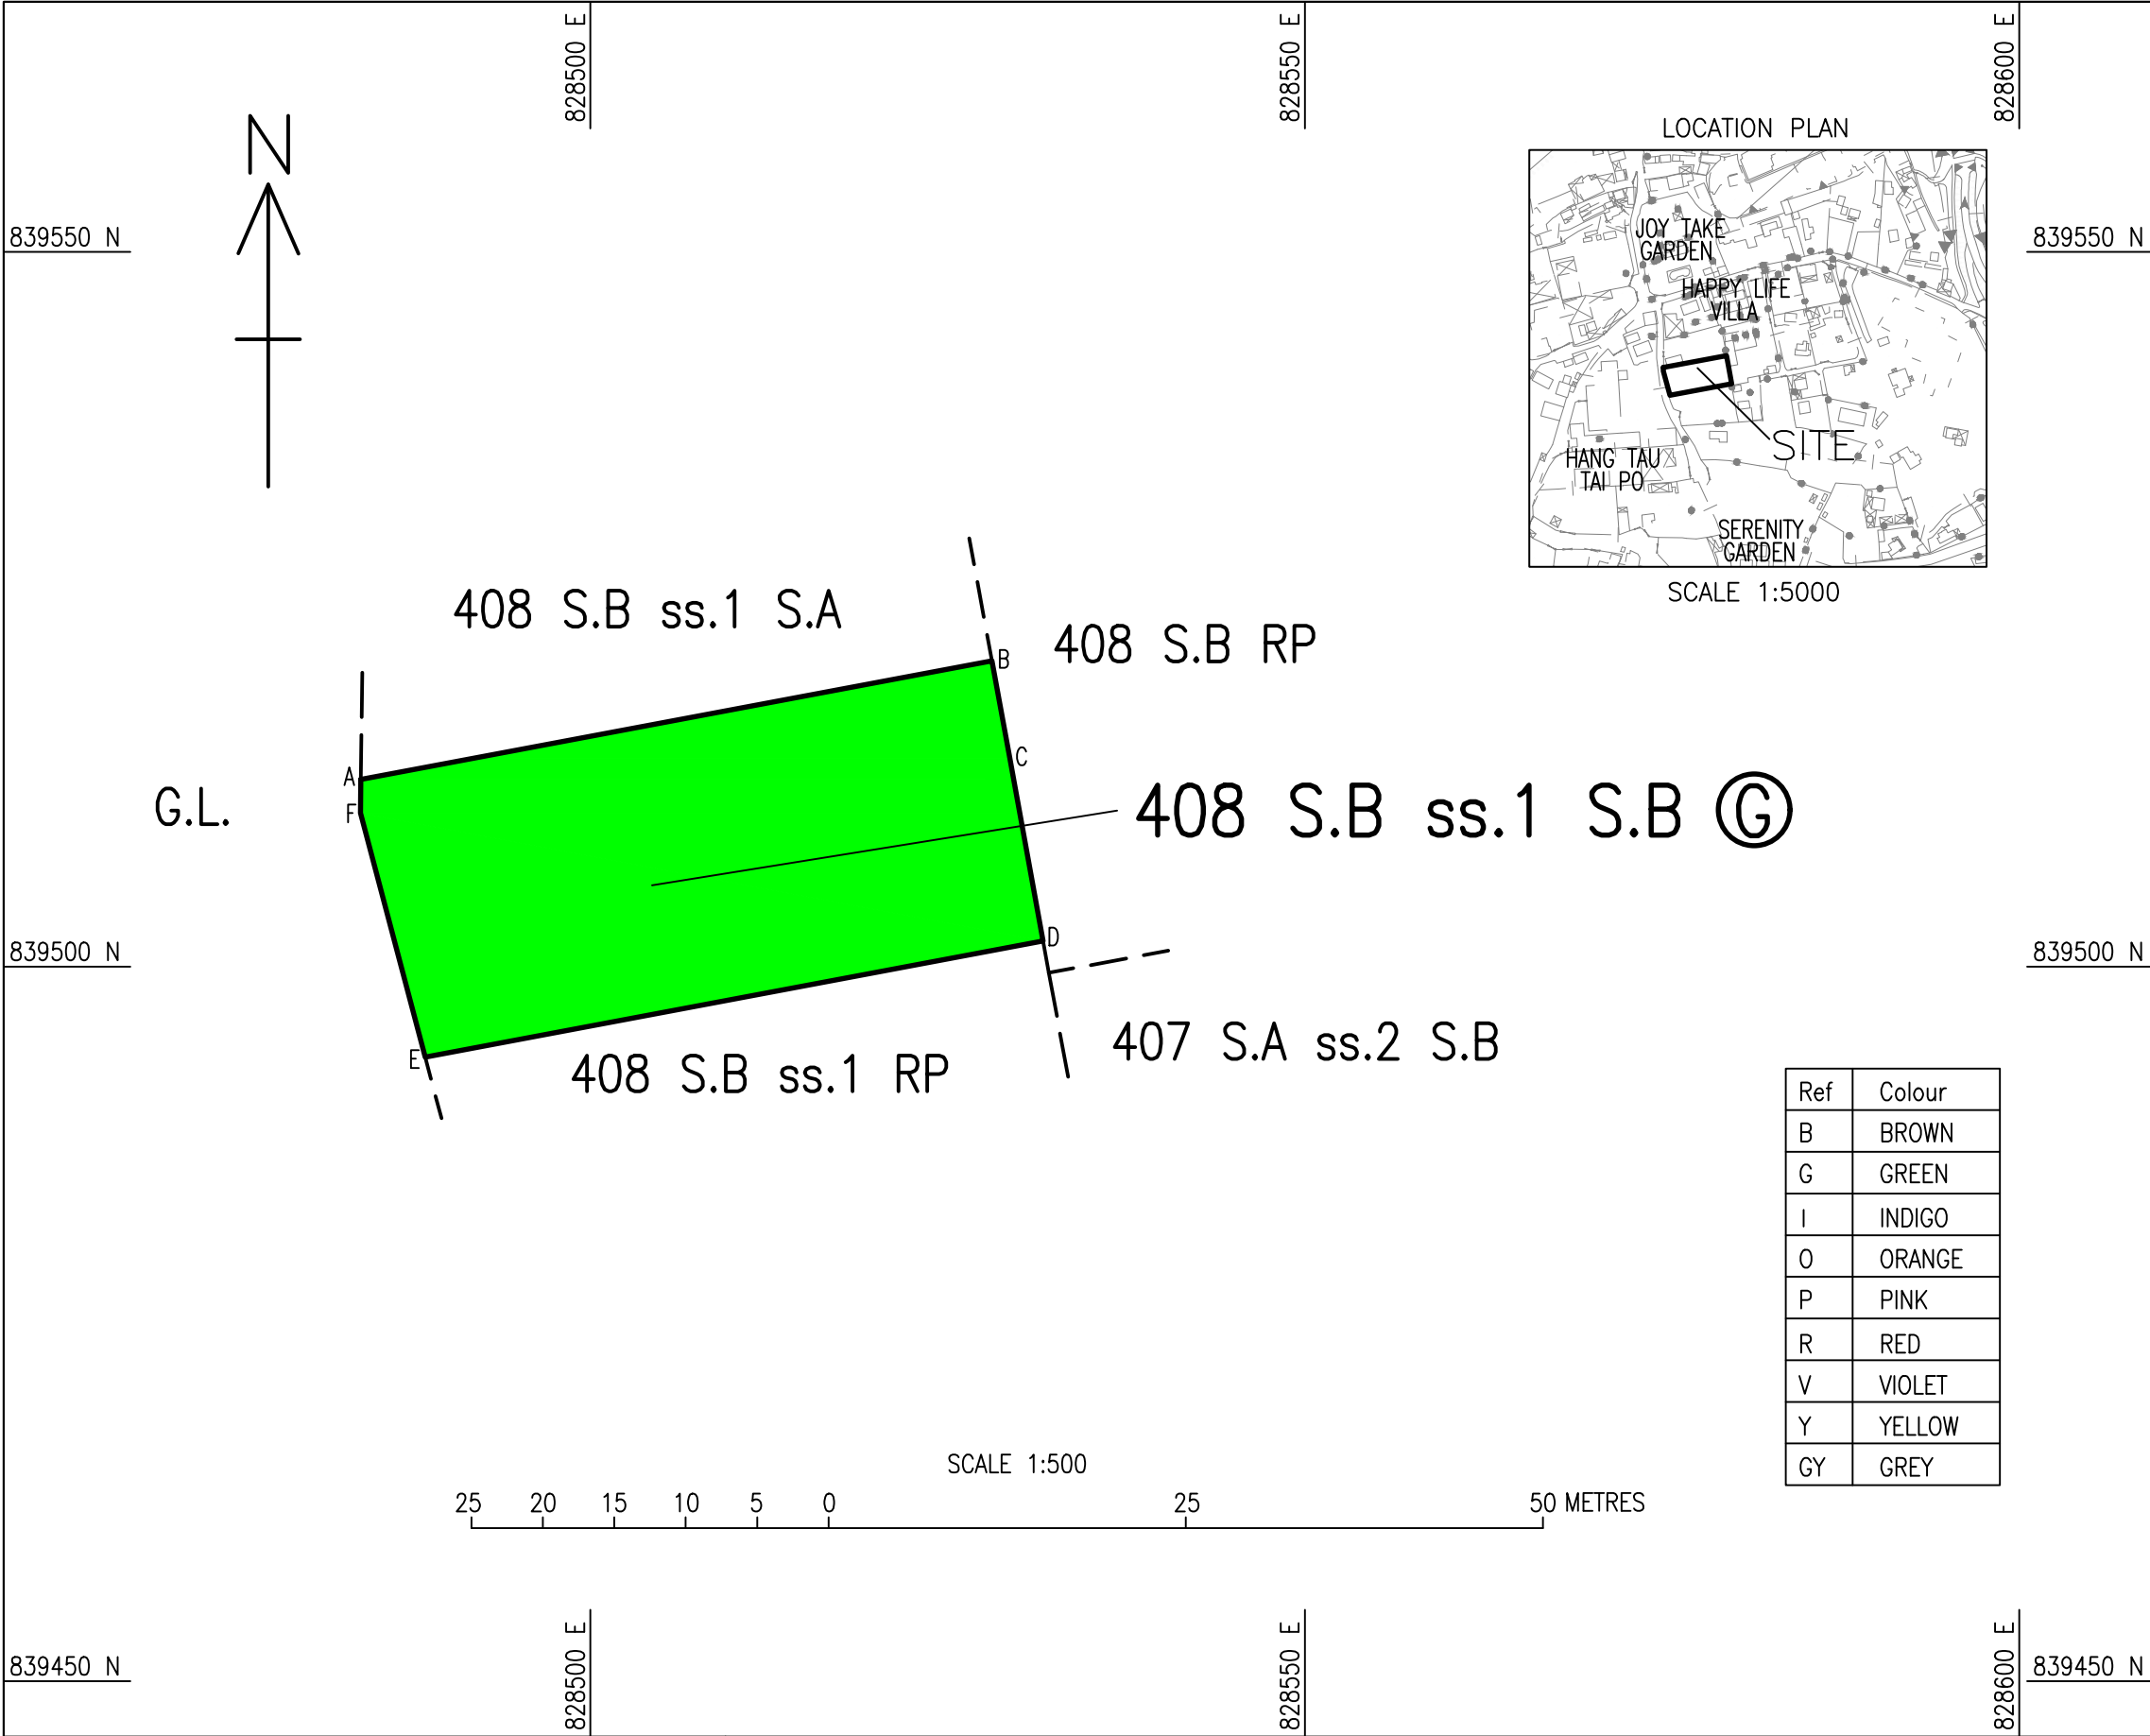 828500 E
828550 E
828600 E
N
839550 N
839550 N
LOCATION PLAN
JOY TAKE
GARDEN
HAPPY LIFE
VILLA
SITE
HANG TAU
TAI PO
SERENITY
GARDEN
SCALE 1:5000
408 S.B ss.1 S.A
408 S.B RP
B
A
F
C
G.L.
408 S.B ss.1 S.B G
D
839500 N
839500 N
E
408 S.B ss.1 RP
407 S.A ss.2 S.B
Ref Colour
B BROWN
G GREEN
I INDIGO
O ORANGE
P PINK
R RED
V VIOLET
Y YELLOW
GY GREY
SCALE 1:500
25 20 15 10 5 0 25 50 METRES
839450 N
839450 N
828500 E
828550 E
828600 E